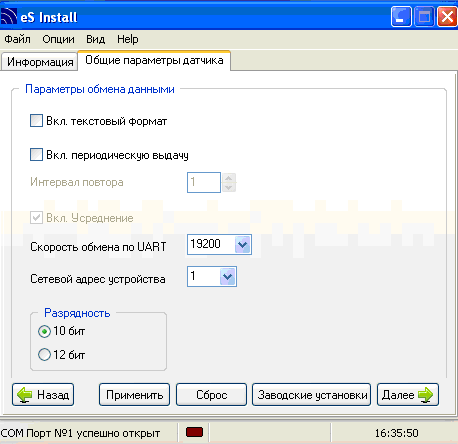 eS Install
Файл Опции Вид Help
Информация Общие параметры датчика
Параметры обмена данными
Вкл. текстовый формат
Вкл. периодическую выдачу
Интервал повтора 1
Вкл. Усреднение
Скорость обмена по UART 19200
Сетевой адрес устройства 1
Разрядность
10 бит
12 бит
Назад Применить Сброс Заводские установки Далее
COM Порт №1 успешно открыт 16:35:50